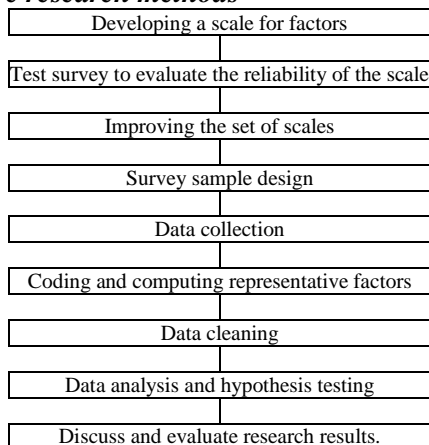 research methods
Developing a scale for factors
Test survey to evaluate the reliability of the scale
Improving the set of scales
Survey sample design
Data collection
Coding and computing representative factors
Data cleaning
Data analysis and hypothesis testing
Discuss and evaluate research results.